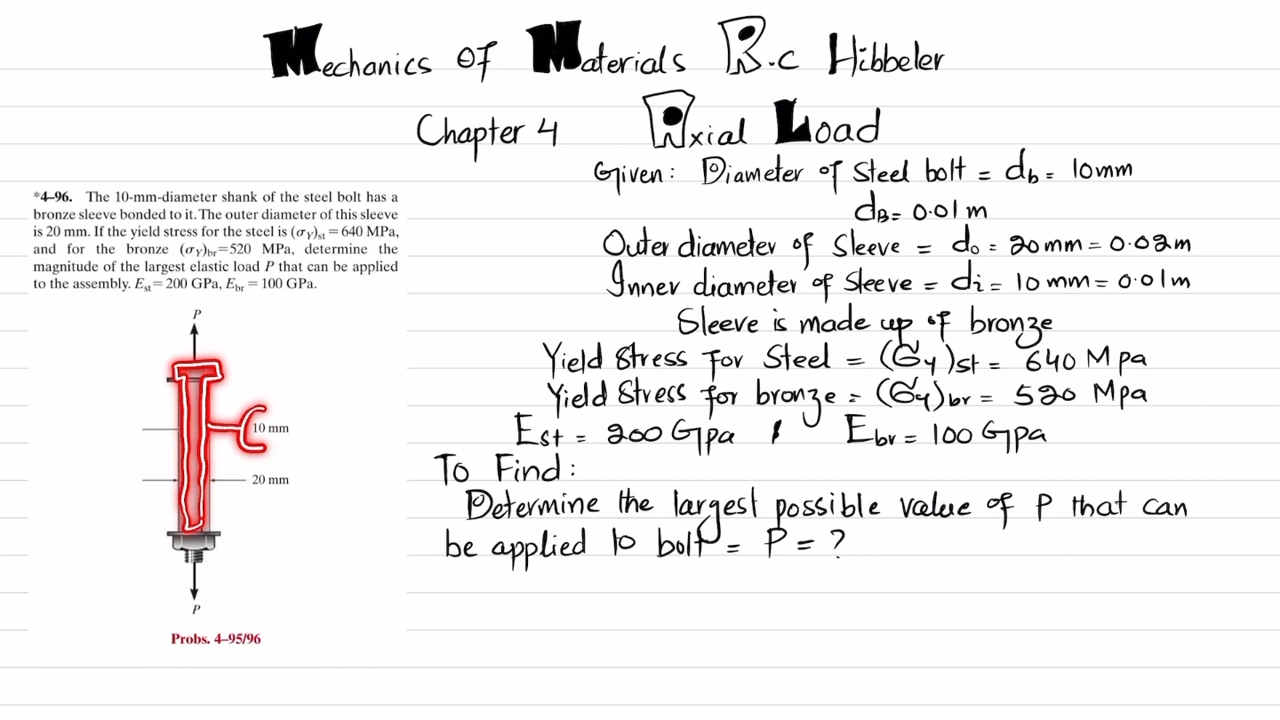 Mechanics of Materials R.c Hibbeler
Chapter 4 Axial Load
Given: Diameter of Steel bolt = db = 10mm
dB = 0.01m
*4–96. The 10-mm-diameter shank of the steel bolt has a
bronze sleeve bonded to it. The outer diameter of this sleeve
is 20 mm. If the yield stress for the steel is (σY)st = 640 MPa,
and for the bronze (σY)br = 520 MPa, determine the
magnitude of the largest elastic load P that can be applied
to the assembly. Est = 200 GPa, Ebr = 100 GPa.
Outer diameter of Sleeve = do = 20mm = 0.02m
Inner diameter of Sleeve = di = 10mm = 0.01m
Sleeve is made up of bronze
Yield Stress for Steel = (σy)st = 640 Mpa
Yield Stress for bronze = (σy)br = 520 Mpa
Est = 200 Gpa , Ebr = 100 Gpa
To Find:
Determine the largest possible value of P that can
be applied to bolt = P = ?
P
10 mm
20 mm
P
Probs. 4–95/96